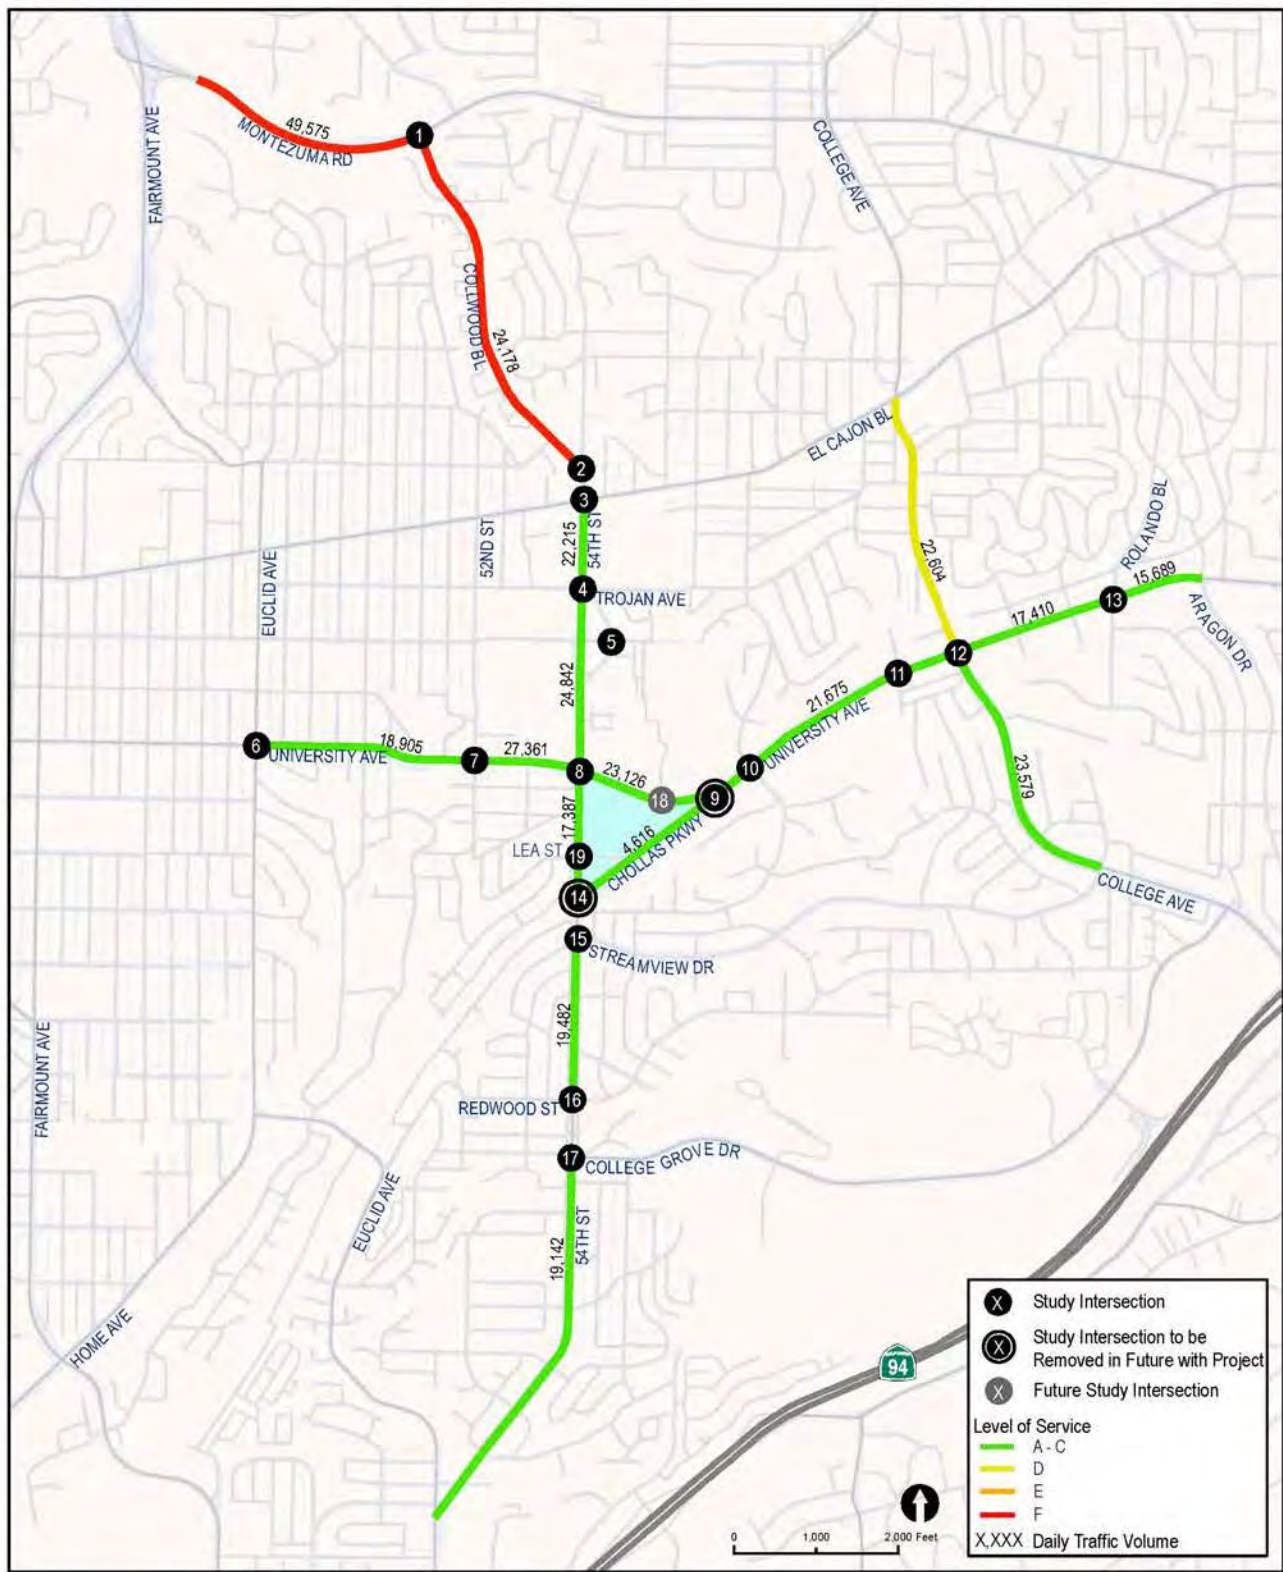 49,575
MONTEZUMA RD
1
FAIRMOUNT AVE
COLLEGE AVE
COLLWOOD BL
24,178
2
EL CAJON BL
3
22,215
54TH ST
52ND ST
EUCLID AVE
22,604
ROLANDO BL
15,689
4
TROJAN AVE
13
17,410
ARAGON DR
5
12
11
24,842
21,675
UNIVERSITY AVE
6
UNIVERSITY AVE
18,905
7
27,361
8
23,126
10
23,579
18
9
17,387
4,616
CHOLLAS PKWY
LEA ST
19
14
COLLEGE AVE
15
STREAMVIEW DR
19,482
FAIRMOUNT AVE
REDWOOD ST
16
17
COLLEGE GROVE DR
EUCLID AVE
19,142
54TH ST
HOME AVE
CALIFORNIA
94
X Study Intersection
X Study Intersection to be
Removed in Future with Project
X Future Study Intersection
Level of Service
A - C
D
E
F
X,XXX Daily Traffic Volume
0 1,000 2,000 Feet